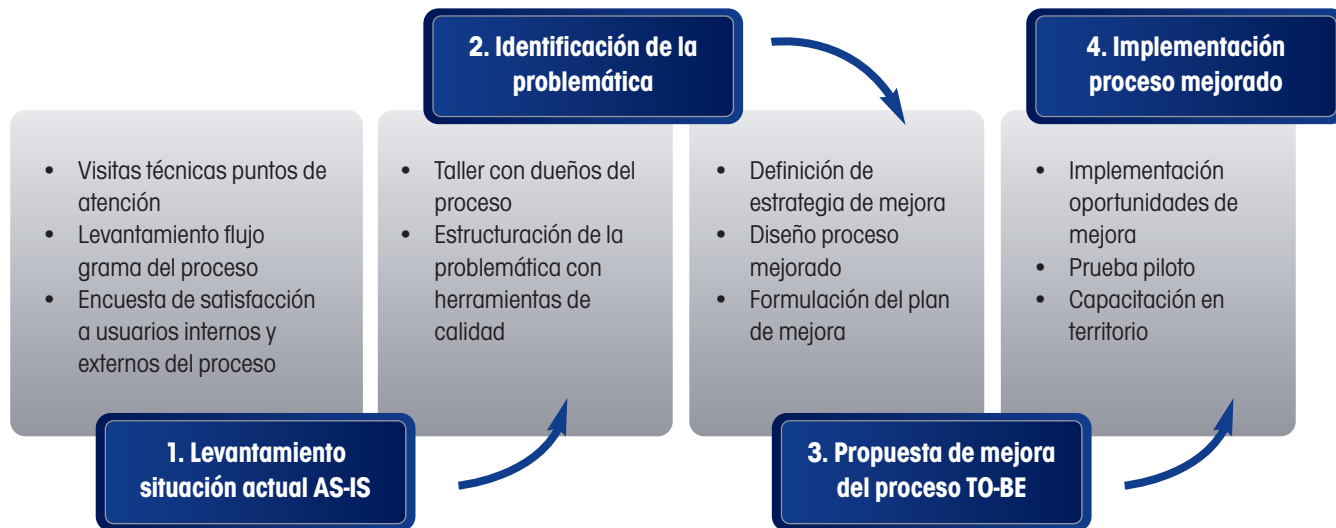 • Visitas técnicas puntos de
atención
• Levantamiento flujo
grama del proceso
• Encuesta de satisfacción
a usuarios internos y
externos del proceso
1. Levantamiento
situación actual AS-IS
2. Identificación de la
problemática
• Taller con dueños del
proceso
• Estructuración de la
problemática con
herramientas de
calidad
• Definición de
estrategia de mejora
• Diseño proceso
mejorado
• Formulación del plan
de mejora
3. Propuesta de mejora
del proceso TO-BE
4. Implementación
proceso mejorado
• Implementación
oportunidades de
mejora
• Prueba piloto
• Capacitación en
territorio